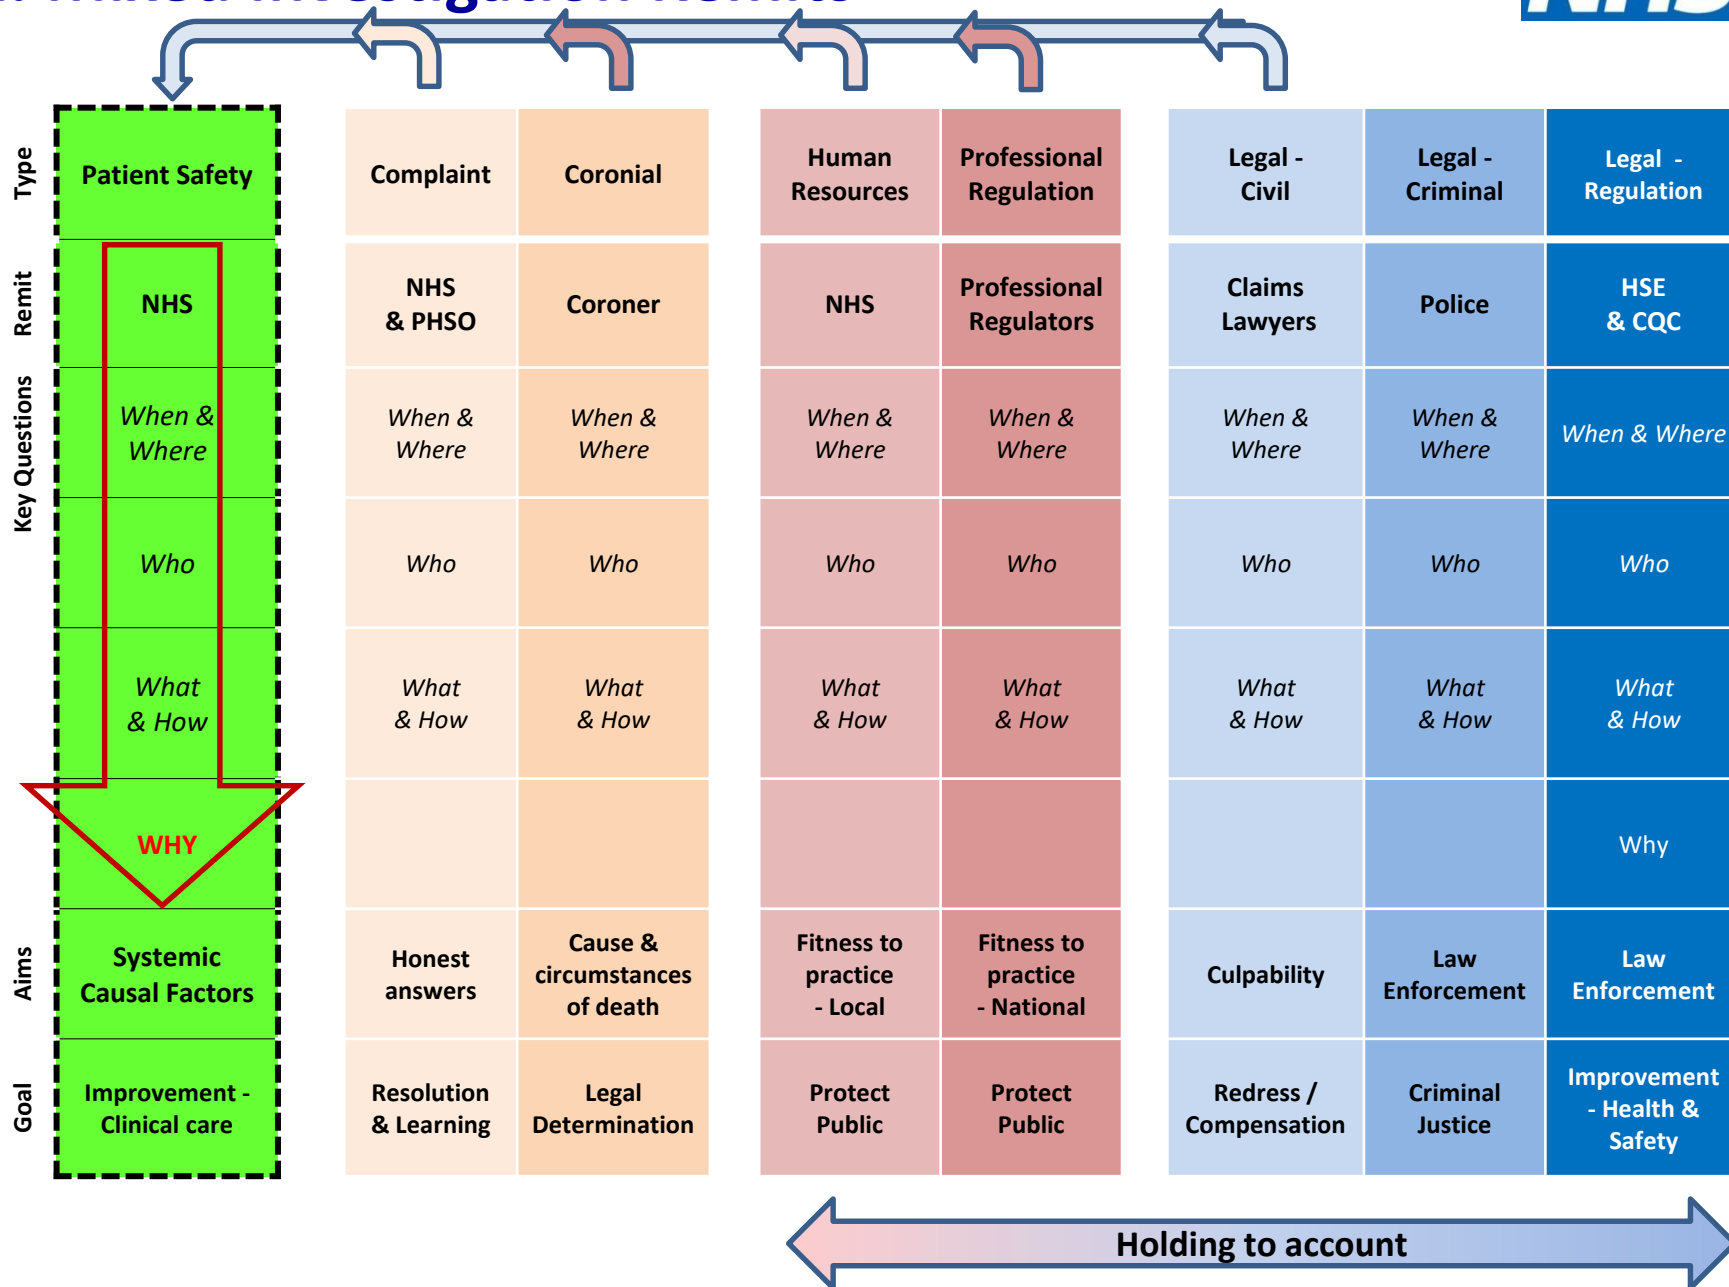 Mixed Investigation Remits
NHS
Type
Patient Safety
Complaint
Coronial
Human
Resources
Professional
Regulation
Legal -
Civil
Legal -
Criminal
Legal -
Regulation
Remit
NHS
NHS
& PHSO
Coroner
NHS
Professional
Regulators
Claims
Lawyers
Police
HSE
& CQC
Key Questions
When &
Where
When &
Where
When &
Where
When &
Where
When &
Where
When &
Where
When &
Where
When & Where
Who
Who
Who
Who
Who
Who
Who
Who
What
& How
What
& How
What
& How
What
& How
What
& How
What
& How
What
& How
What
& How
WHY
Why
Aims
Systemic
Causal Factors
Honest
answers
Cause &
circumstances
of death
Fitness to
practice
- Local
Fitness to
practice
- National
Culpability
Law
Enforcement
Law
Enforcement
Goal
Improvement -
Clinical care
Resolution
& Learning
Legal
Determination
Protect
Public
Protect
Public
Redress /
Compensation
Criminal
Justice
Improvement
- Health &
Safety
Holding to account